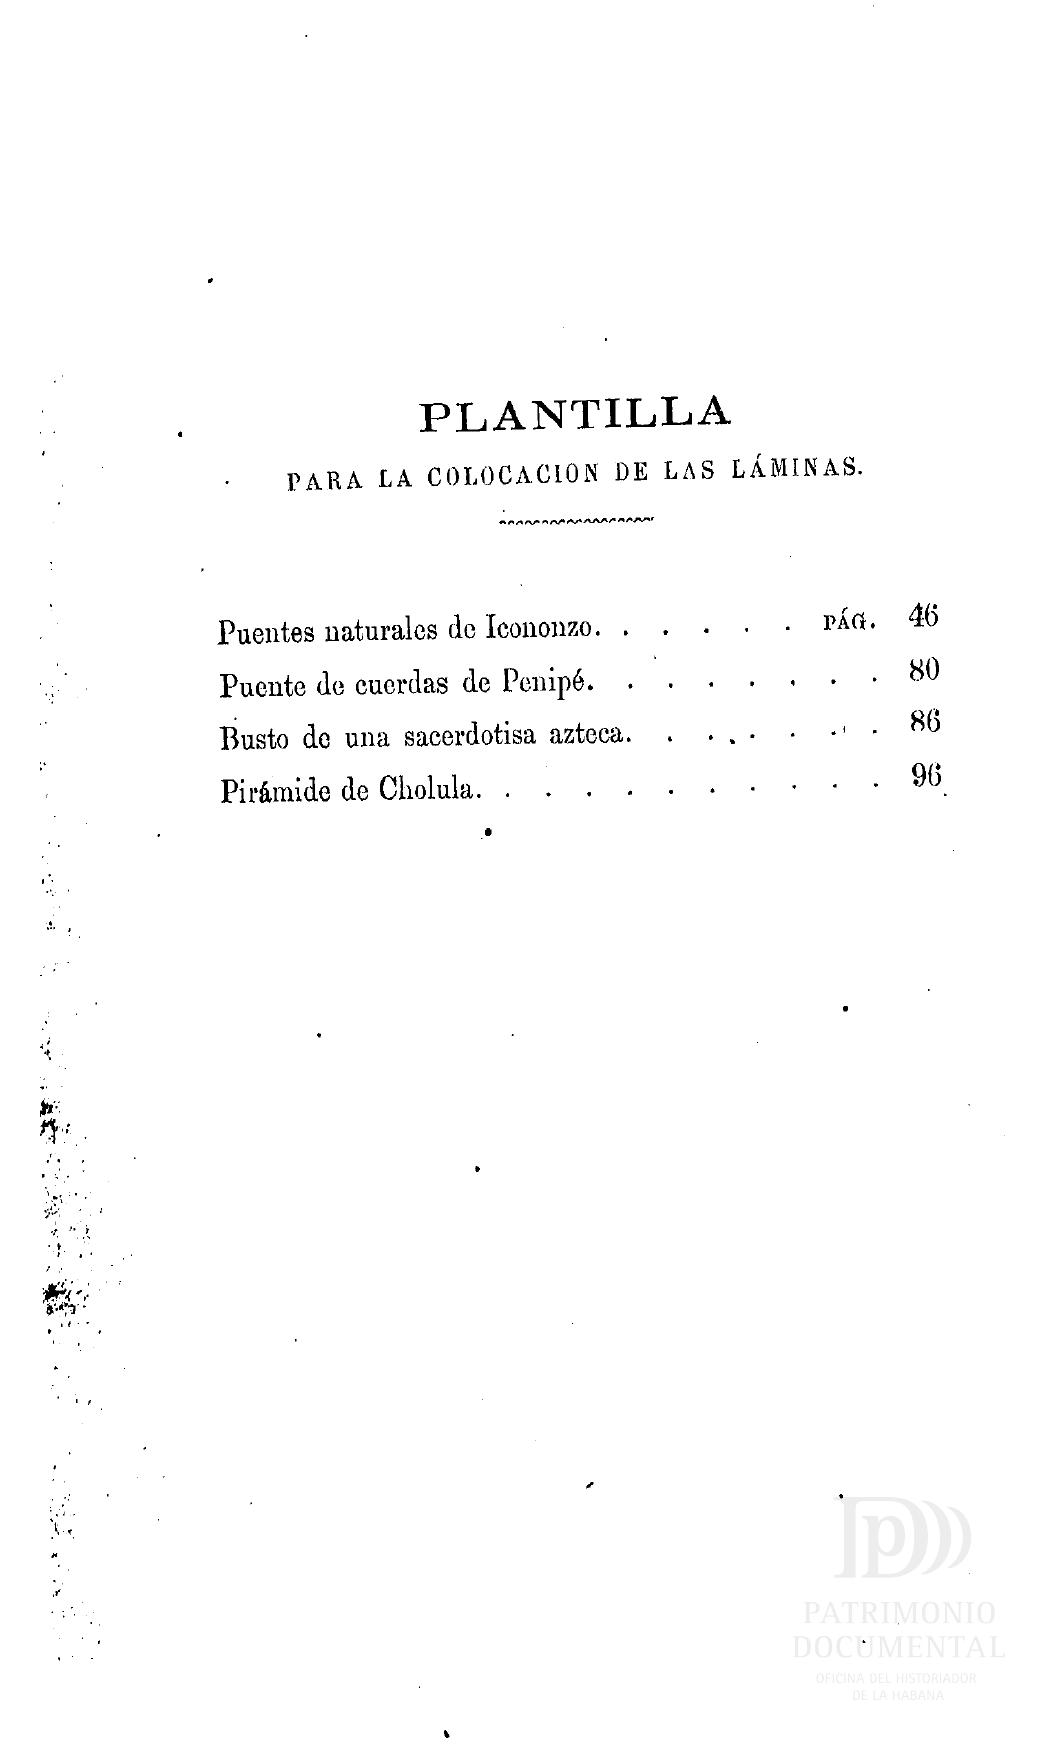 PLANTILLA
PARA LA COLOCACION DE LAS LÁMINAS.
Puentes naturales de Icononzo. . . . . . PÁG. 46
Puente de cuerdas de Penipé. . . . . . . . 80
Busto de una sacerdotisa azteca. . . . . . . 86
Pirámide de Cholula. . . . . . . . . . . 96
PATRIMONIO
DOCUMENTAL
OFICINA DEL HISTORIADOR
DE LA HABANA